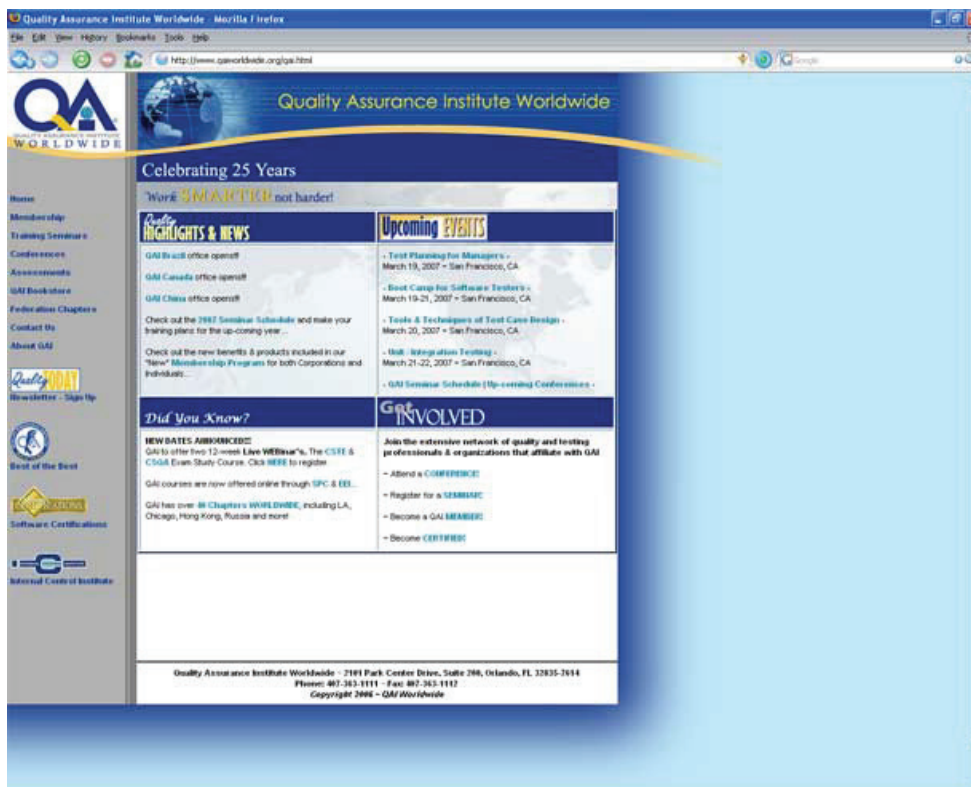 Quality Assurance Institute Worldwide - Mozilla Firefox
File Edit View History Bookmarks Tools Help
http://www.qaiworldwide.org/qai.html
Google
QAI
QUALITY ASSURANCE INSTITUTE
WORLDWIDE
Quality Assurance Institute Worldwide
Celebrating 25 Years
Work SMARTER not harder!
Home
Membership
Training Seminars
Conferences
Assessments
QAI Bookstore
Federation Chapters
Contact Us
About QAI
Quality TODAY
Newsletter - Sign Up
Best of the Best
Software Certifications
Internal Control Institute
Quality
HIGHLIGHTS & NEWS
QAI Brazil office opens!!
QAI Canada office opens!!
QAI China office opens!!
Check out the 2007 Seminar Schedule and make your
training plans for the up-coming year...
Check out the new benefits & products included in our
"New" Membership Program for both Corporations and
Individuals...
Upcoming EVENTS
- Test Planning for Managers -
March 19, 2007 ~ San Francisco, CA
- Boot Camp for Software Testers -
March 19-21, 2007 ~ San Francisco, CA
- Tools & Techniques of Test Case Design -
March 20, 2007 ~ San Francisco, CA
- Unit - Integration Testing -
March 21-22, 2007 ~ San Francisco, CA
- QAI Seminar Schedule | Up-coming Conferences -
Did You Know?
NEW DATES ANNOUNCED!!!
QAI to offer two 12-week Live WEBinar's, The CSTE &
CSQA Exam Study Course. Click HERE to register
QAI courses are now offered online through SPC & EEI...
QAI has over Chapters WORLDWIDE, including LA,
Chicago, Hong Kong, Russia and more!
Get
INVOLVED
Join the extensive network of quality and testing
professionals & organizations that affiliate with QAI
~ Attend a CONFERENCE!
~ Register for a SEMINAR!
~ Become a QAI MEMBER!
~ Become CERTIFIED!
Quality Assurance Institute Worldwide - 2101 Park Center Drive, Suite 200, Orlando, FL 32835-7614
Phone: 407-363-1111 - Fax: 407-363-1112
Copyright 2006 ~ QAI Worldwide